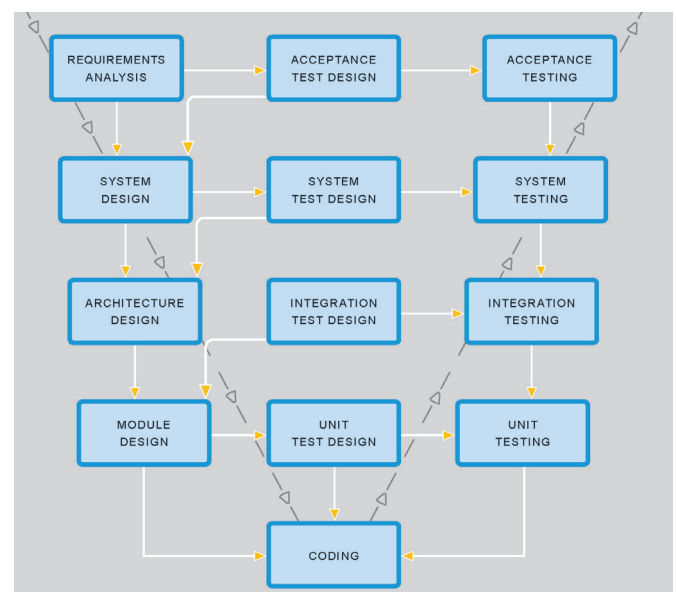 REQUIREMENTS
ANALYSIS
ACCEPTANCE
TEST DESIGN
ACCEPTANCE
TESTING
SYSTEM
DESIGN
SYSTEM
TEST DESIGN
SYSTEM
TESTING
ARCHITECTURE
DESIGN
INTEGRATION
TEST DESIGN
INTEGRATION
TESTING
MODULE
DESIGN
UNIT
TEST DESIGN
UNIT
TESTING
CODING